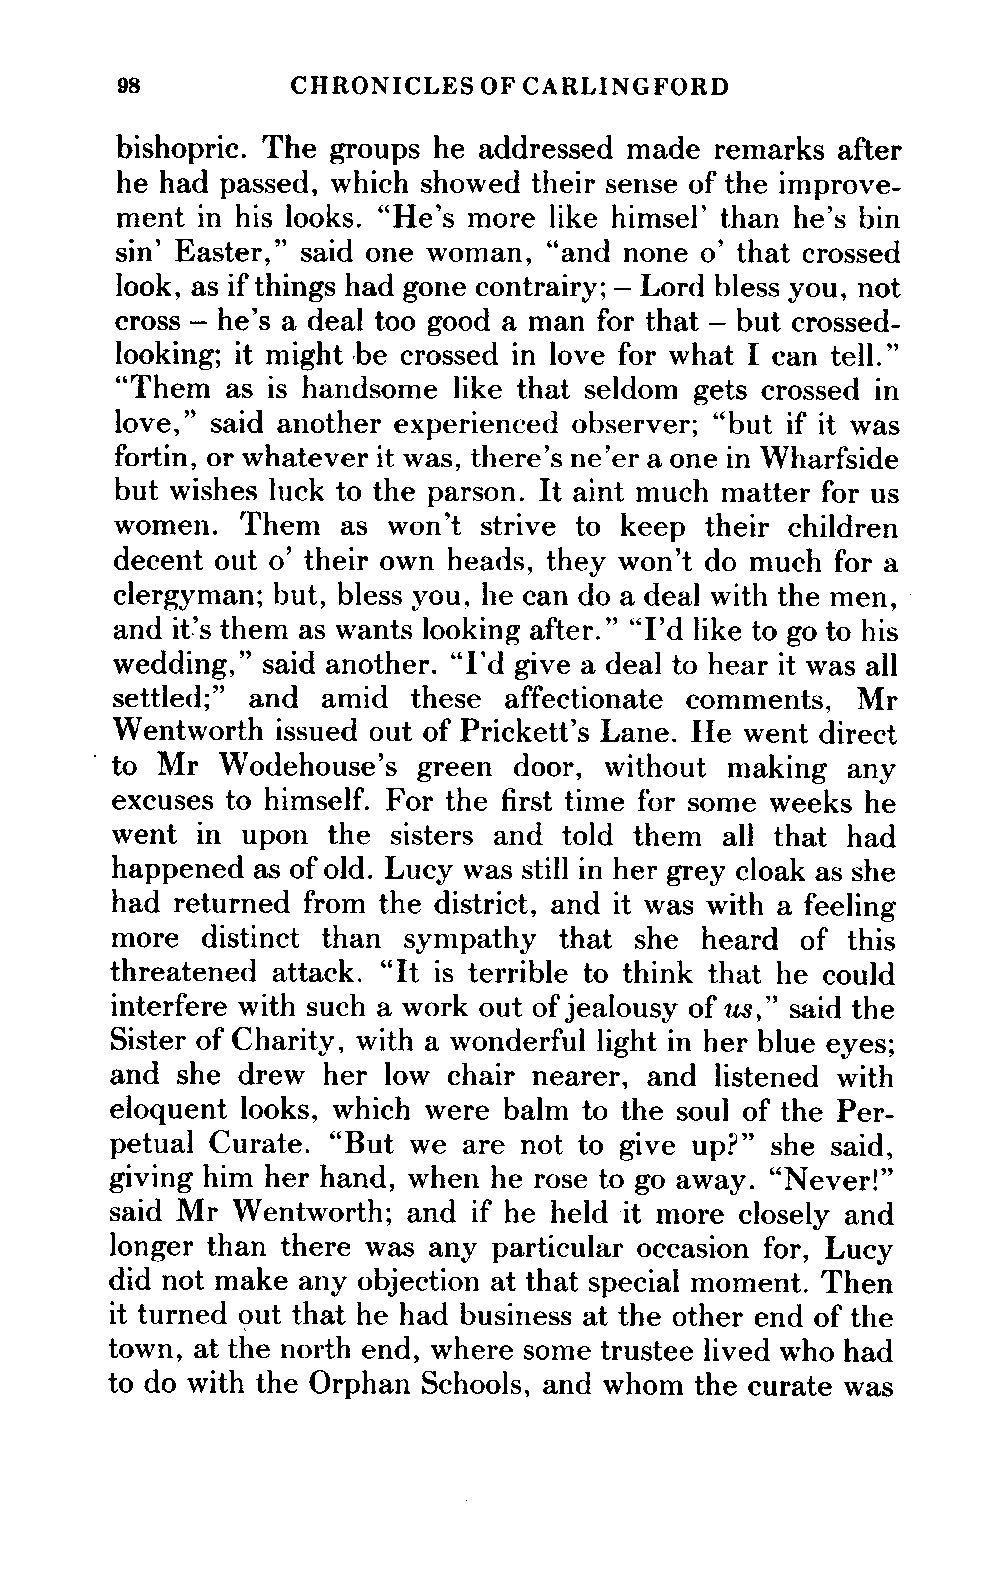 98 CHRONICLES OF CARLINGFORD
bishopric. The groups he addressed made remarks after
he had passed, which showed their sense of the improve-
ment in his looks. “He’s more like himsel’ than he’s bin
sin’ Easter,” said one woman, “and none o’ that crossed
look, as if things had gone contrairy; – Lord bless you, not
cross – he’s a deal too good a man for that – but crossed-
looking; it might be crossed in love for what I can tell.”
“Them as is handsome like that seldom gets crossed in
love,” said another experienced observer; “but if it was
fortin, or whatever it was, there’s ne’er a one in Wharfside
but wishes luck to the parson. It aint much matter for us
women. Them as won’t strive to keep their children
decent out o’ their own heads, they won’t do much for a
clergyman; but, bless you, he can do a deal with the men,
and it’s them as wants looking after.” “I’d like to go to his
wedding,” said another. “I’d give a deal to hear it was all
settled;” and amid these affectionate comments, Mr
Wentworth issued out of Prickett’s Lane. He went direct
to Mr Wodehouse’s green door, without making any
excuses to himself. For the first time for some weeks he
went in upon the sisters and told them all that had
happened as of old. Lucy was still in her grey cloak as she
had returned from the district, and it was with a feeling
more distinct than sympathy that she heard of this
threatened attack. “It is terrible to think that he could
interfere with such a work out of jealousy of us,” said the
Sister of Charity, with a wonderful light in her blue eyes;
and she drew her low chair nearer, and listened with
eloquent looks, which were balm to the soul of the Per-
petual Curate. “But we are not to give up?” she said,
giving him her hand, when he rose to go away. “Never!”
said Mr Wentworth; and if he held it more closely and
longer than there was any particular occasion for, Lucy
did not make any objection at that special moment. Then
it turned out that he had business at the other end of the
town, at the north end, where some trustee lived who had
to do with the Orphan Schools, and whom the curate was